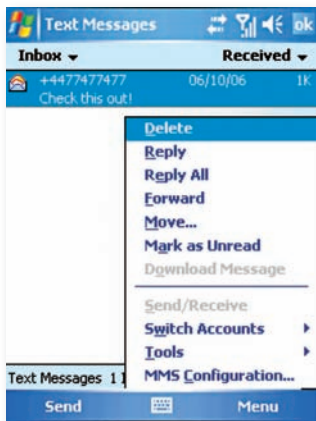 Text Messages ok
Inbox Received
+4477477477 06/10/06 1K
Check this out!
Delete
Reply
Reply All
Forward
Move...
Mark as Unread
Download Message
Send/Receive
Switch Accounts
Tools
MMS Configuration...
Text Messages 1
Send Menu